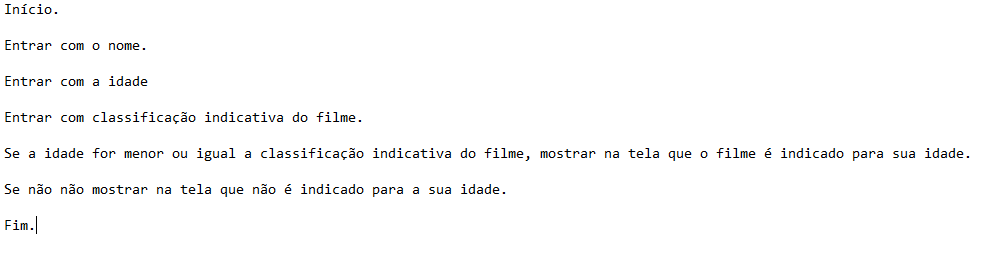 Início.
Entrar com o nome.
Entrar com a idade
Entrar com classificação indicativa do filme.
Se a idade for menor ou igual a classificação indicativa do filme, mostrar na tela que o filme é indicado para sua idade.
Se não não mostrar na tela que não é indicado para a sua idade.
Fim.